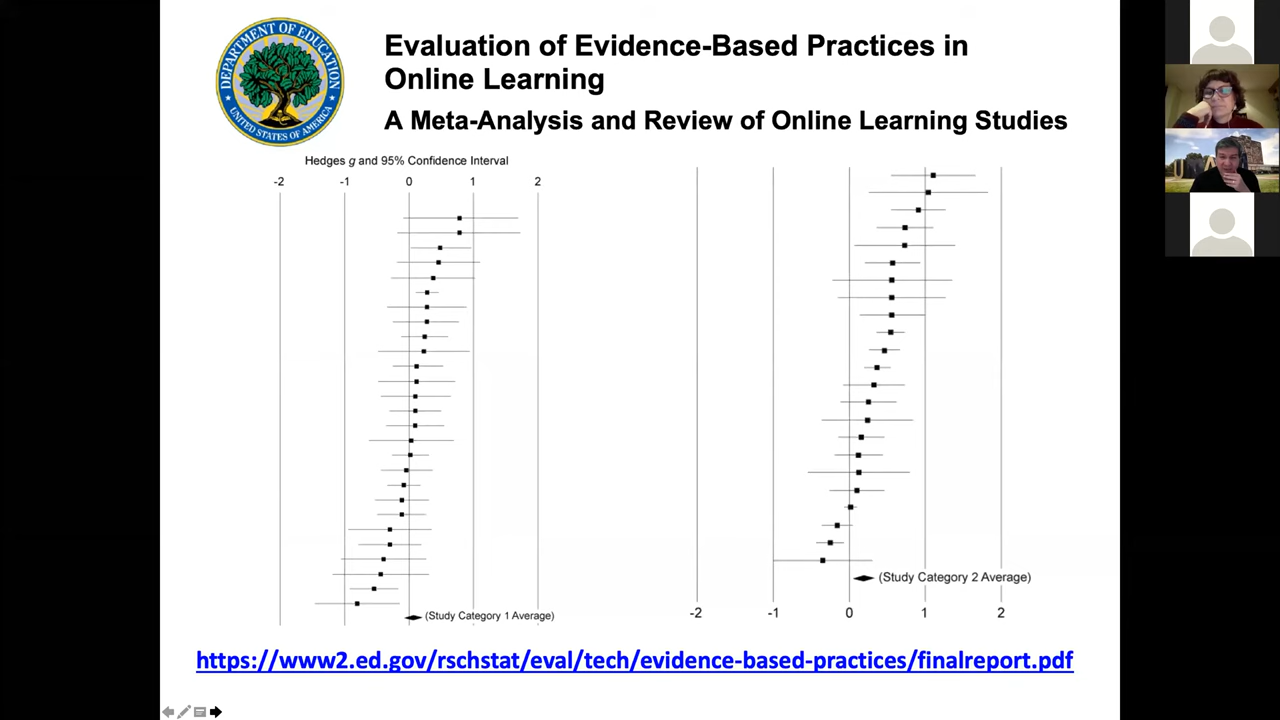 DEPARTMENT OF EDUCATION
UNITED STATES OF AMERICA
Evaluation of Evidence-Based Practices in
Online Learning
A Meta-Analysis and Review of Online Learning Studies
Hedges g and 95% Confidence Interval
-2 -1 0 1 2
(Study Category 1 Average)
(Study Category 2 Average)
-2 -1 0 1 2
https://www2.ed.gov/rschstat/eval/tech/evidence-based-practices/finalreport.pdf